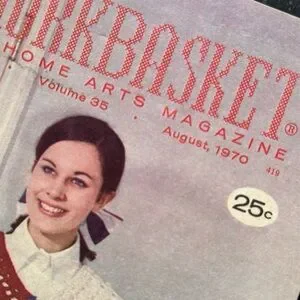 ORKBASKET®
HOME ARTS MAGAZINE
Volume 35 • August, 1970
419
25c